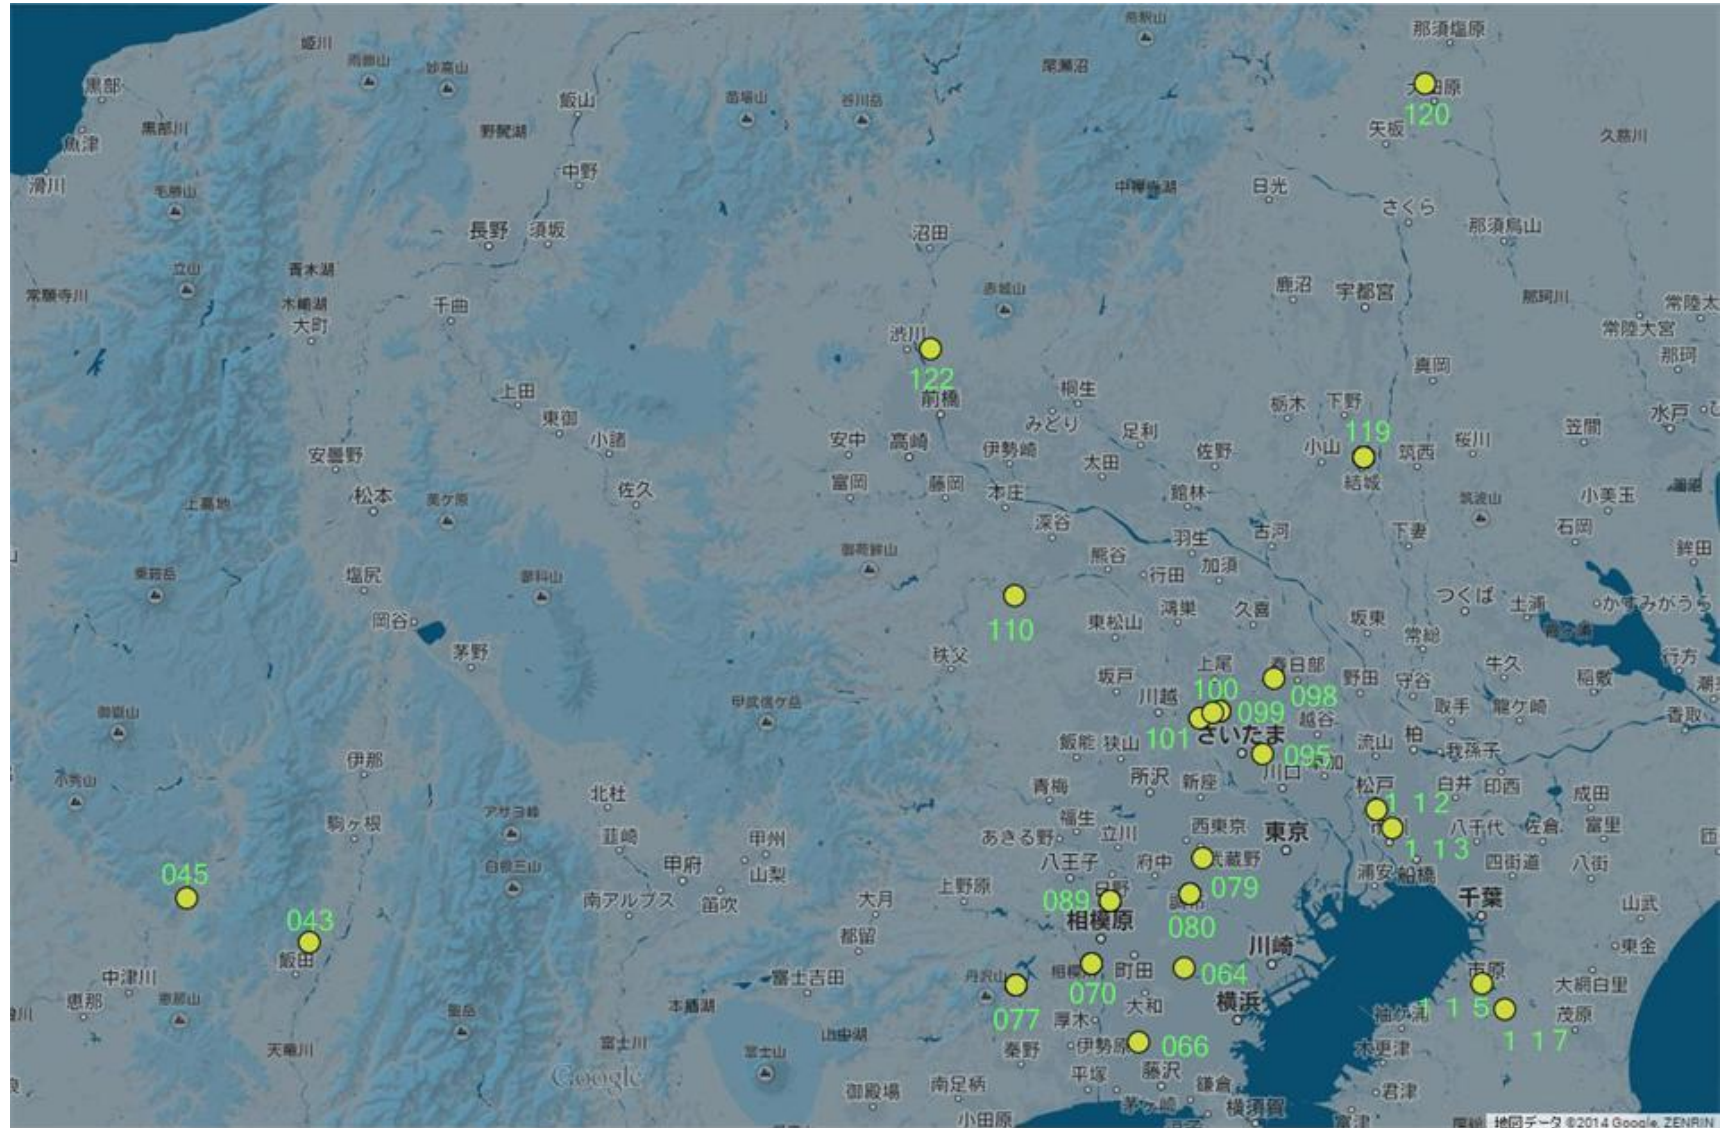 那須塩原
姫川
雨飾山
妙高山
尾瀬沼
黒部
飯山
苗場山
谷川岳
120
黒部川
魚津
野尻湖
矢板
久慈川
滑川
毛勝山
中野
中禅寺湖
日光
さくら
那須烏山
長野
須坂
沼田
立山
青木湖
常願寺川
木崎湖
大町
千曲
赤城山
鹿沼
宇都宮
那珂川
常陸大宮
渋川
那珂
122
真岡
上田
前橋
桐生
東御
みどり
栃木
下野
水戸
小諸
安中
高崎
伊勢崎
足利
119
笠間
安曇野
太田
佐野
小山
筑西
桜川
松本
美ケ原
佐久
富岡
藤岡
本庄
館林
結城
筑波山
小美玉
上高地
深谷
古河
下妻
石岡
御荷鉾山
羽生
鉾田
乗鞍岳
塩尻
蓼科山
熊谷
行田
加須
つくば
土浦
かすみがうら
110
鴻巣
久喜
岡谷
東松山
坂東
常総
茅野
秩父
上尾
春日部
牛久
行方
坂戸
100
098
野田
守谷
稲敷
御嶽山
甲武信ケ岳
川越
099
越谷
取手
龍ケ崎
香取
101
さいたま
飯能
狭山
095
流山
柏
我孫子
伊那
小秀山
所沢
新座
川口
松戸
白井
印西
青梅
112
成田
北杜
アサヨ峰
駒ヶ根
福生
韮崎
甲州
あきる野
立川
西東京
東京
八千代
佐倉
富里
113
045
白根三山
甲府
山梨
八王子
府中
武蔵野
四街道
八街
上野原
079
浦安
船橋
043
南アルプス
笛吹
大月
089
日野
千葉
山武
相模原
080
都留
川崎
東金
飯田
中津川
富士吉田
丹沢山
町田
064
市原
大網白里
恵那
恵那山
聖岳
本栖湖
070
大和
横浜
115
袖ケ浦
茂原
077
厚木
117
天竜川
富士川
山中湖
富士山
秦野
伊勢原
066
木更津
Google
御殿場
南足柄
平塚
藤沢
鎌倉
君津
小田原
茅ヶ崎
横須賀
富津
地図データ ©2014 Google, ZENRIN